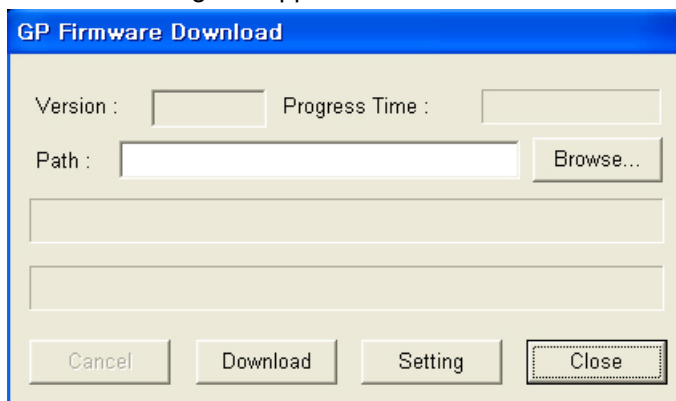 GP Firmware Download
Version :
Progress Time :
Path :
Browse...
Cancel
Download
Setting
Close